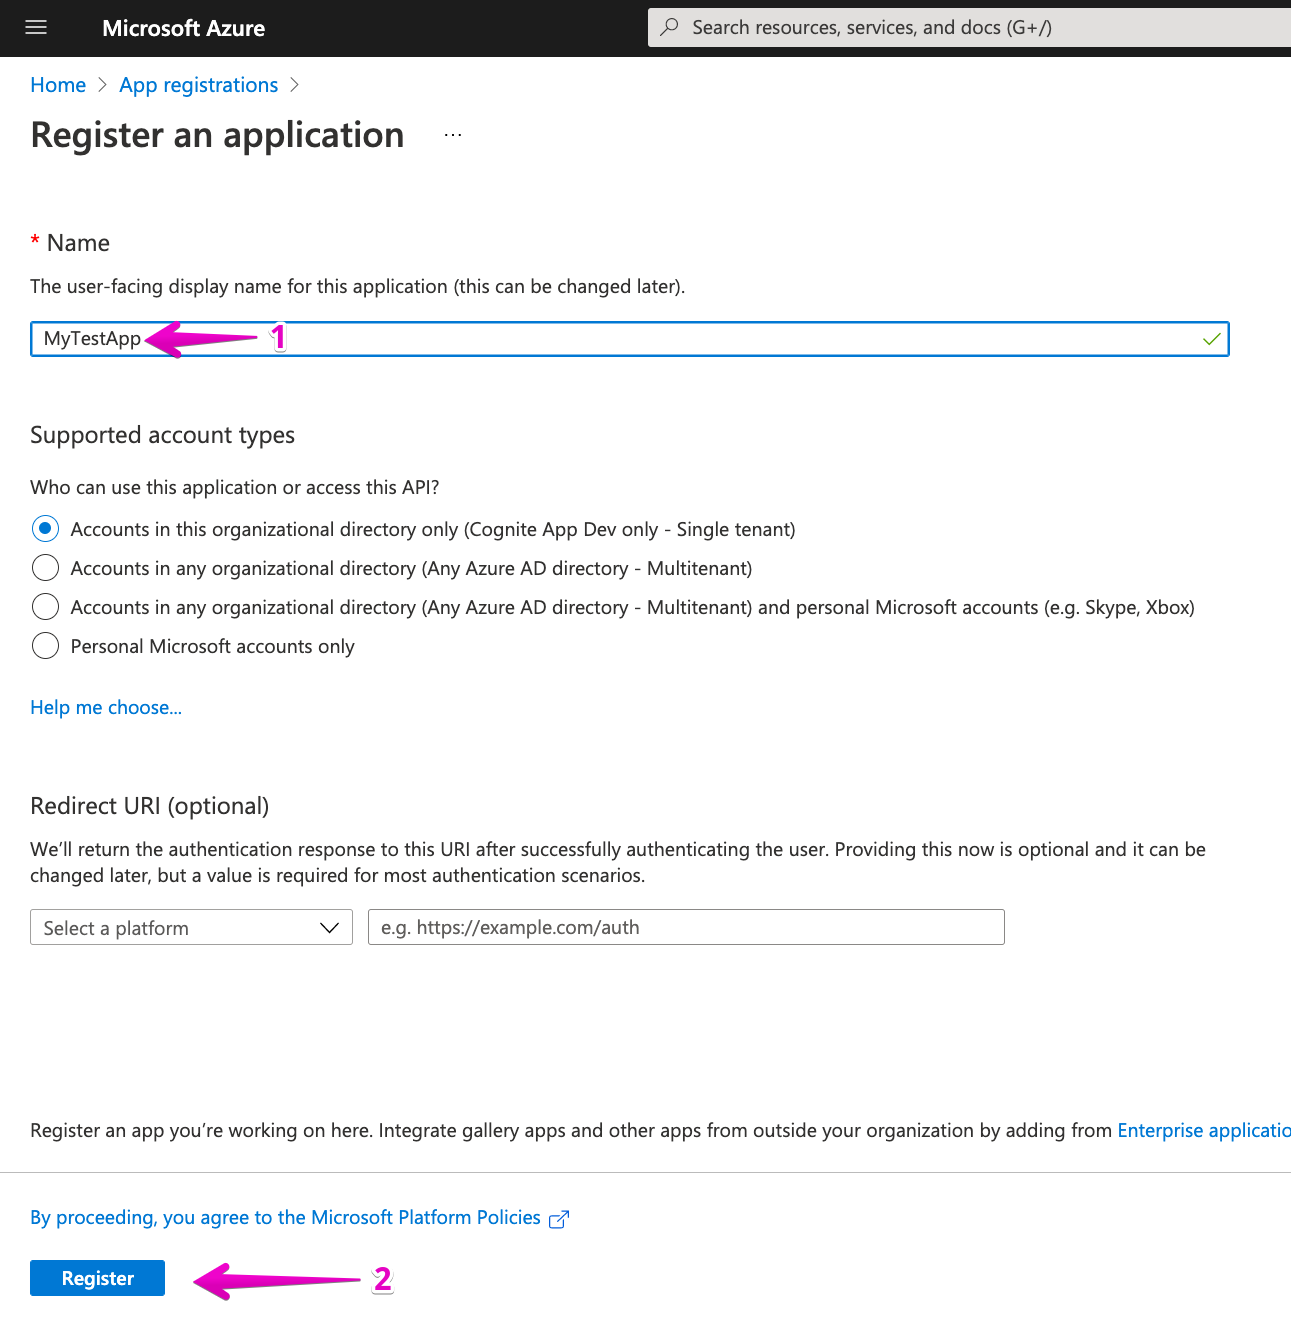 Microsoft Azure
Search resources, services, and docs (G+/)
Home > App registrations >
Register an application ...
* Name
The user-facing display name for this application (this can be changed later).
MyTestApp 1
Supported account types
Who can use this application or access this API?
Accounts in this organizational directory only (Cognite App Dev only - Single tenant)
Accounts in any organizational directory (Any Azure AD directory - Multitenant)
Accounts in any organizational directory (Any Azure AD directory - Multitenant) and personal Microsoft accounts (e.g. Skype, Xbox)
Personal Microsoft accounts only
Help me choose...
Redirect URI (optional)
We’ll return the authentication response to this URI after successfully authenticating the user. Providing this now is optional and it can be
changed later, but a value is required for most authentication scenarios.
Select a platform
e.g. https://example.com/auth
Register an app you’re working on here. Integrate gallery apps and other apps from outside your organization by adding from Enterprise applicatio
By proceeding, you agree to the Microsoft Platform Policies
Register 2